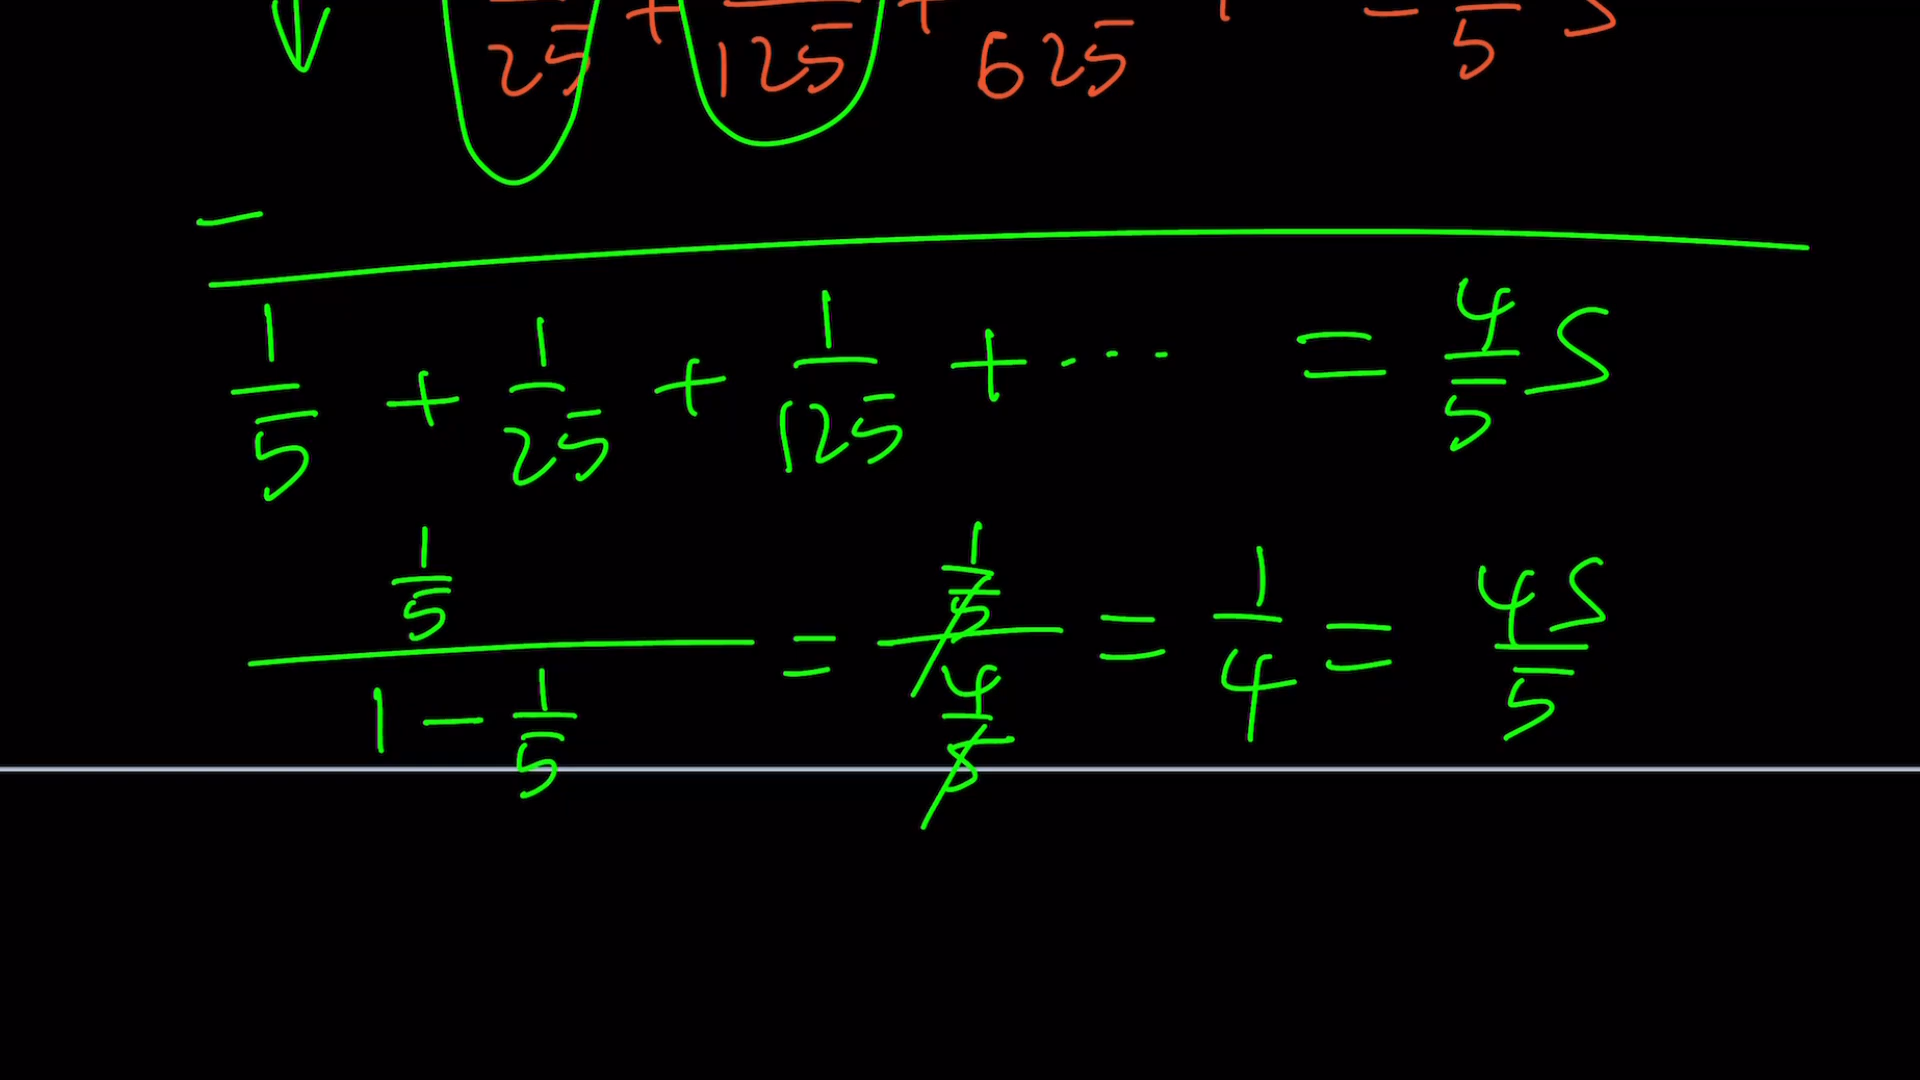 25 + 125 + 625 = 5 S
−
1/5 + 1/25 + 1/125 + ··· = 4/5 S
(1/5)/(1 − 1/5) = (1/5)/(4/5) = 1/4 = 4S/5